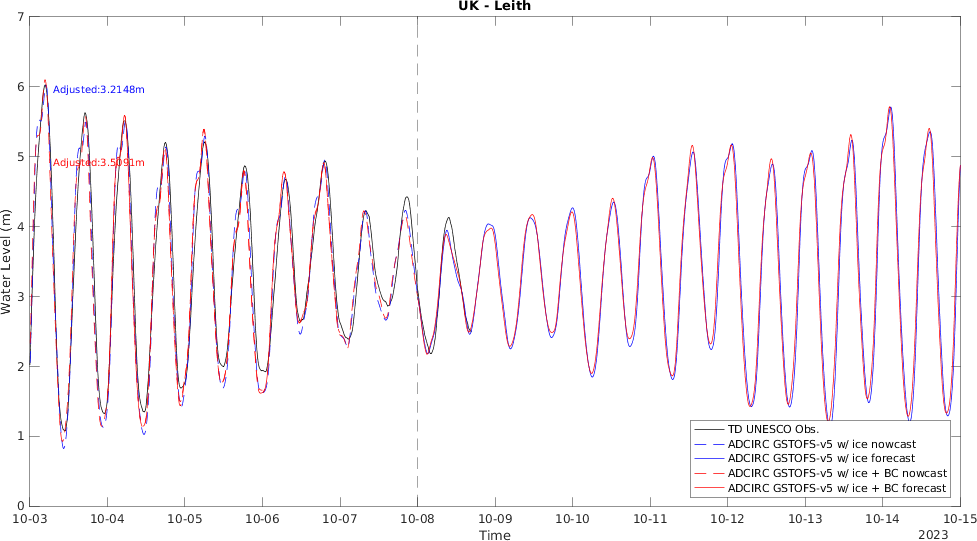 UK - Leith
7
6
5
4
3
2
1
0
Water Level (m)
Adjusted:3.2148m
Adjusted:3.5091m
TD UNESCO Obs.
ADCIRC GSTOFS-v5 w/ ice nowcast
ADCIRC GSTOFS-v5 w/ ice forecast
ADCIRC GSTOFS-v5 w/ ice + BC nowcast
ADCIRC GSTOFS-v5 w/ ice + BC forecast
10-03 10-04 10-05 10-06 10-07 10-08 10-09 10-10 10-11 10-12 10-13 10-14 10-15
Time
2023